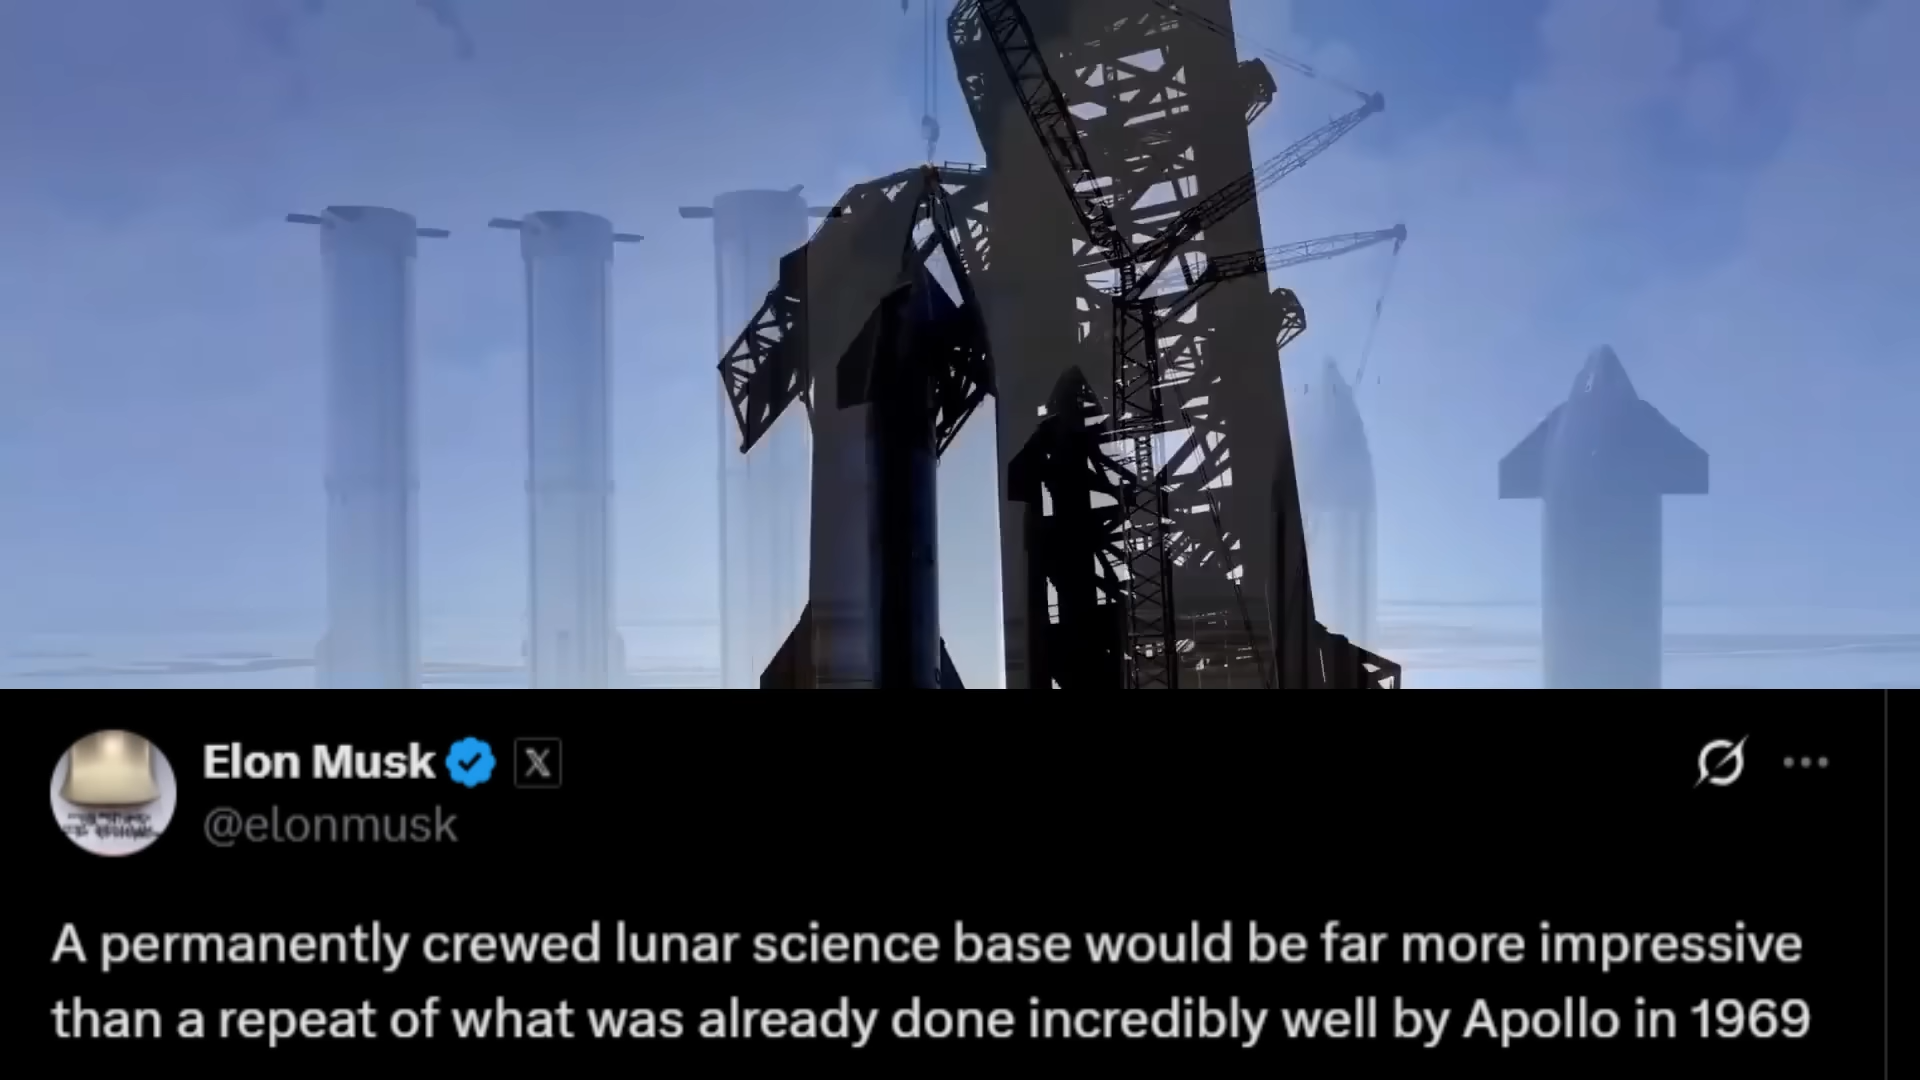 Elon Musk
@elonmusk
A permanently crewed lunar science base would be far more impressive
than a repeat of what was already done incredibly well by Apollo in 1969